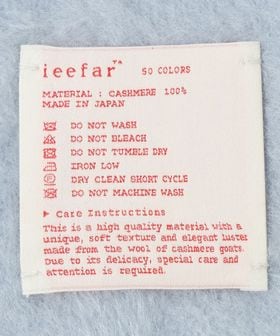 ieefar™ 50 COLORS
MATERIAL : CASHMERE 100%
MADE IN JAPAN
DO NOT WASH
DO NOT BLEACH
DO NOT TUMBLE DRY
IRON LOW
DRY CLEAN SHORT CYCLE
DO NOT MACHINE WASH
▶ Care Instructions
This is a high quality material with a
unique, soft texture and elegant luster
made from the wool of cashmere goats.
Due to its delicacy, special care and
attention is required.